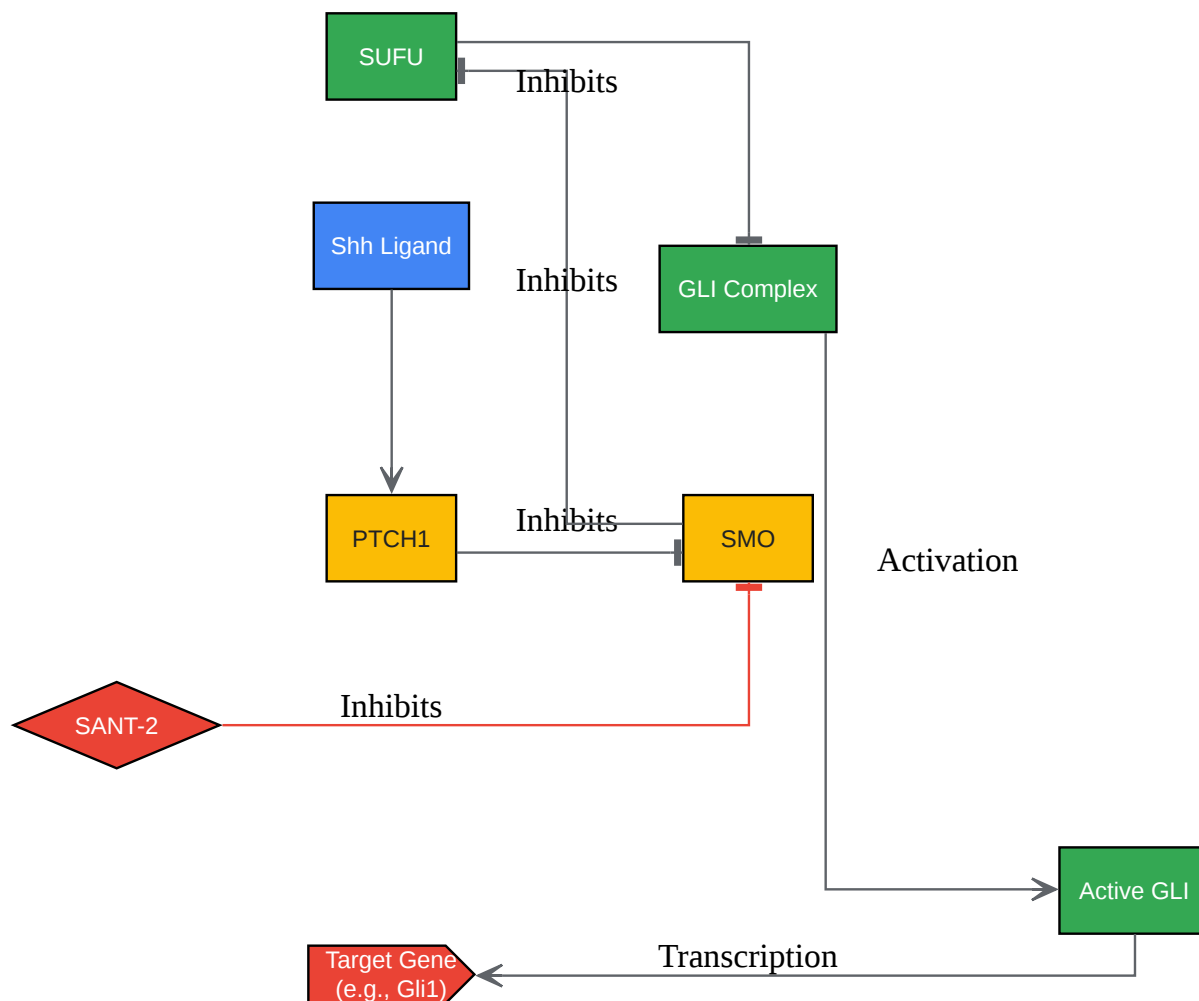 SUFU
Inhibits
Shh Ligand
Inhibits
GLI Complex
PTCH1
Inhibits
SMO
Activation
SANT-2
Inhibits
Active GLI
Target Gene
(e.g., Gli1)
Transcription